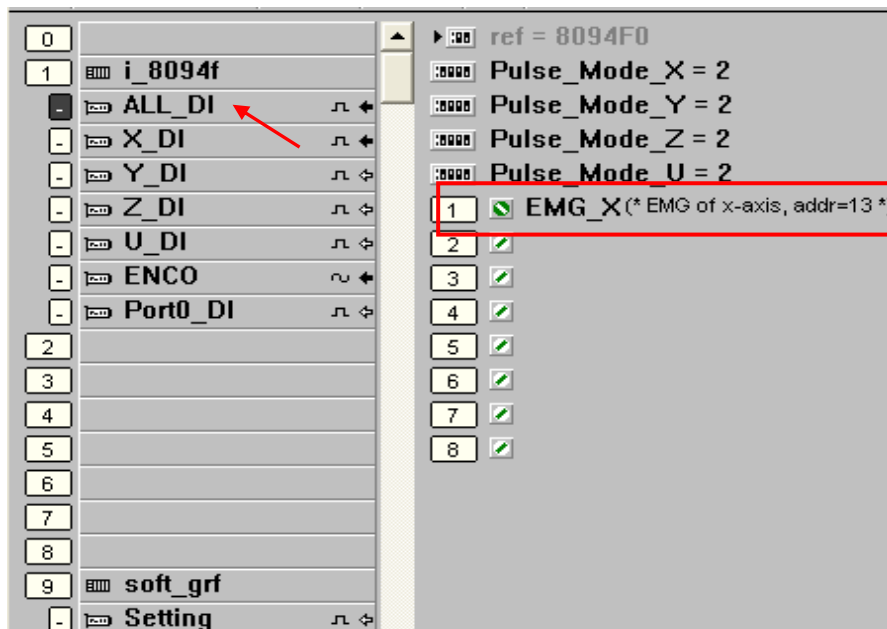 0
1 i_8094f
- ALL_DI
- X_DI
- Y_DI
- Z_DI
- U_DI
- ENCO
- Port0_DI
2
3
4
5
6
7
8
9 soft_grf
- Setting
ref = 8094F0
Pulse_Mode_X = 2
Pulse_Mode_Y = 2
Pulse_Mode_Z = 2
Pulse_Mode_U = 2
1 EMG_X (* EMG of x-axis, addr=13 *
2
3
4
5
6
7
8